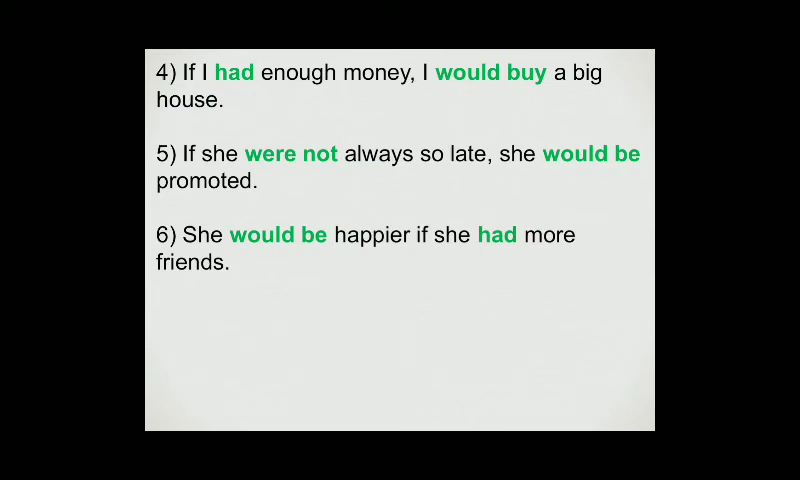 4) If I had enough money, I would buy a big
house.
5) If she were not always so late, she would be
promoted.
6) She would be happier if she had more
friends.